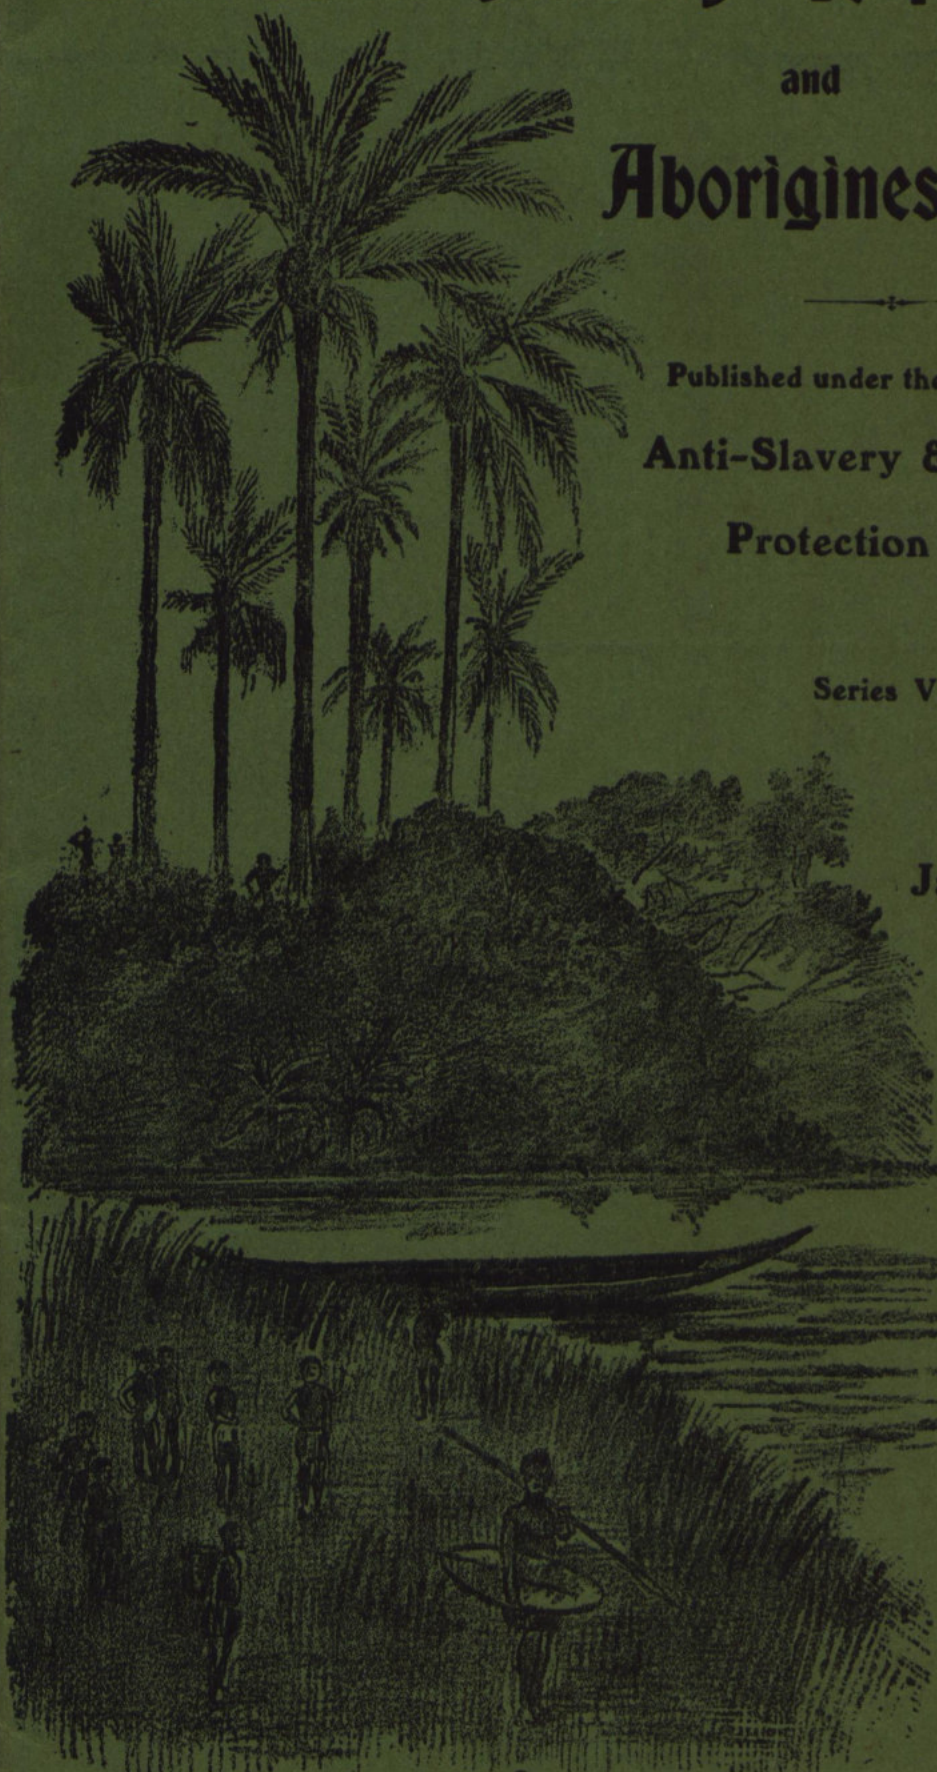 and
Aborigines
Published under the
Anti-Slavery &
Protection
Series V
J.